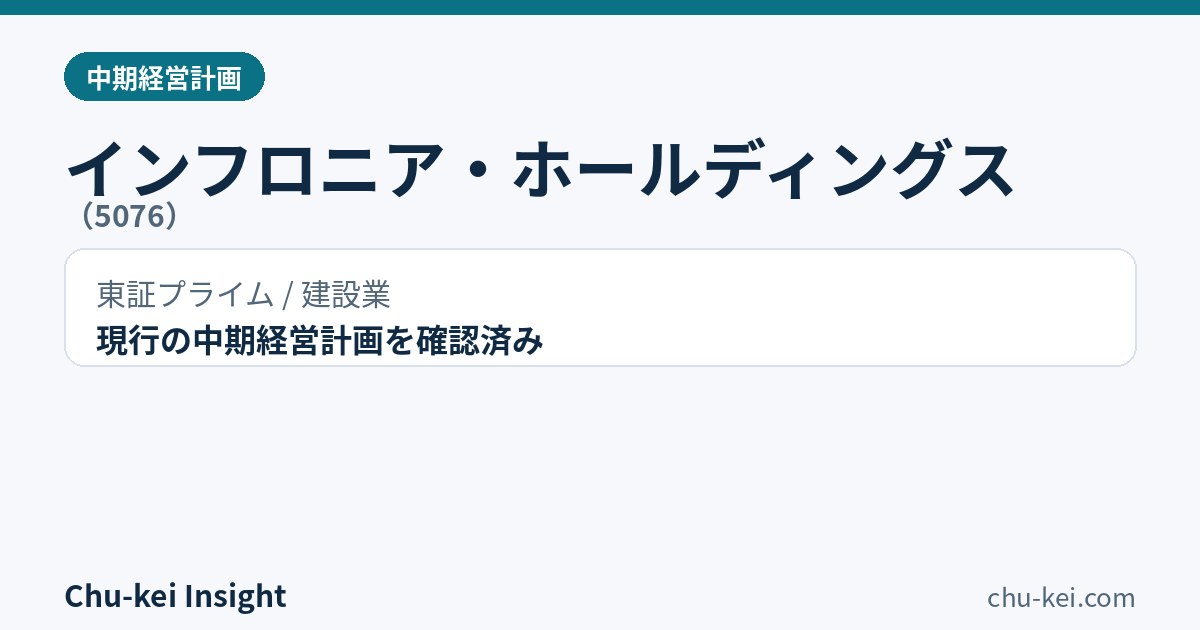 中期経営計画
インフロニア・ホールディングス
（5076）
東証プライム / 建設業
現行の中期経営計画を確認済み
Chu-kei Insight
chu-kei.com